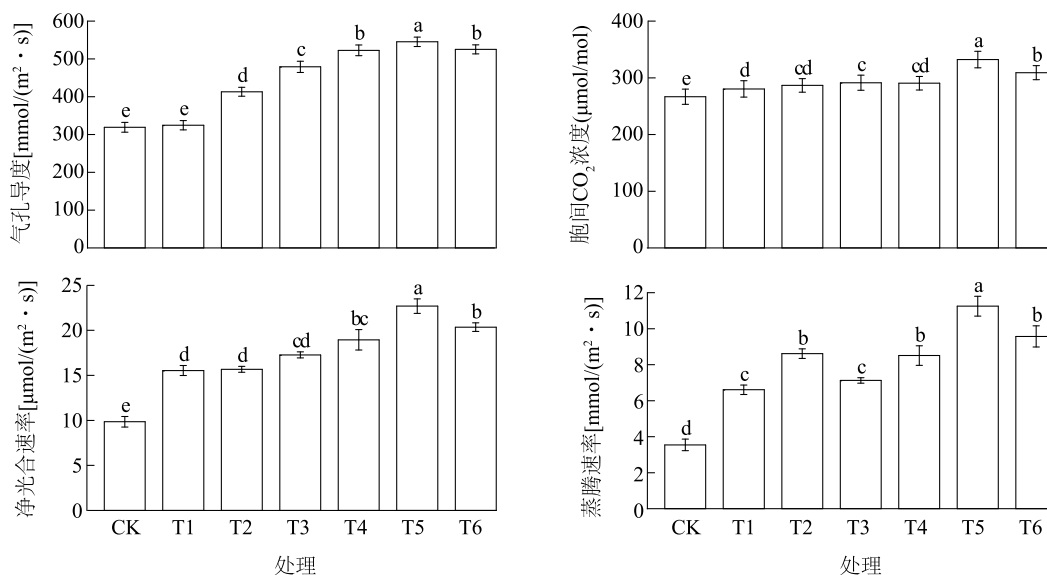 气孔导度[mmol/(m²·s)]
600
500
400
300
200
100
0
e
e
d
c
b
a
b
胞间CO₂浓度(μmol/mol)
400
300
200
100
0
e
d
cd
c
cd
a
b
净光合速率[μmol/(m²·s)]
25
20
15
10
5
0
e
d
d
cd
bc
a
b
CK T1 T2 T3 T4 T5 T6
处理
蒸腾速率[mmol/(m²·s)]
12
10
8
6
4
2
0
d
c
b
c
b
a
b
CK T1 T2 T3 T4 T5 T6
处理